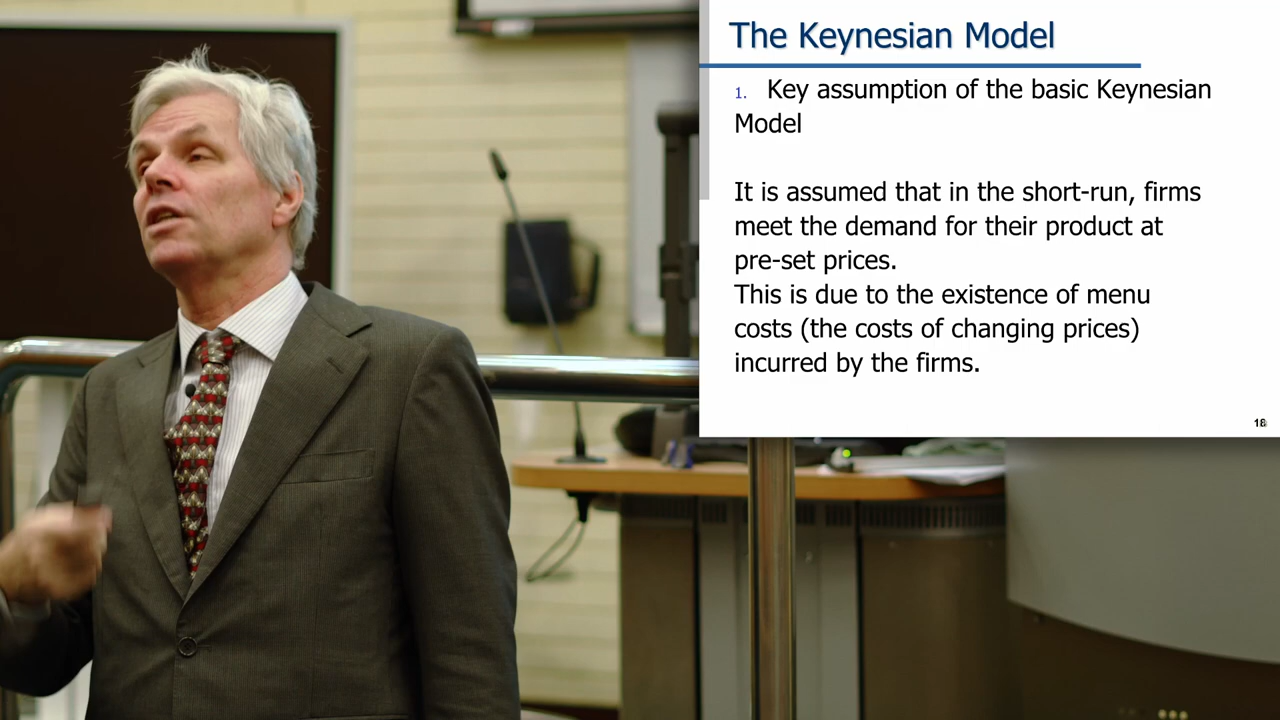 The Keynesian Model
1. Key assumption of the basic Keynesian
Model
It is assumed that in the short-run, firms
meet the demand for their product at
pre-set prices.
This is due to the existence of menu
costs (the costs of changing prices)
incurred by the firms.
18